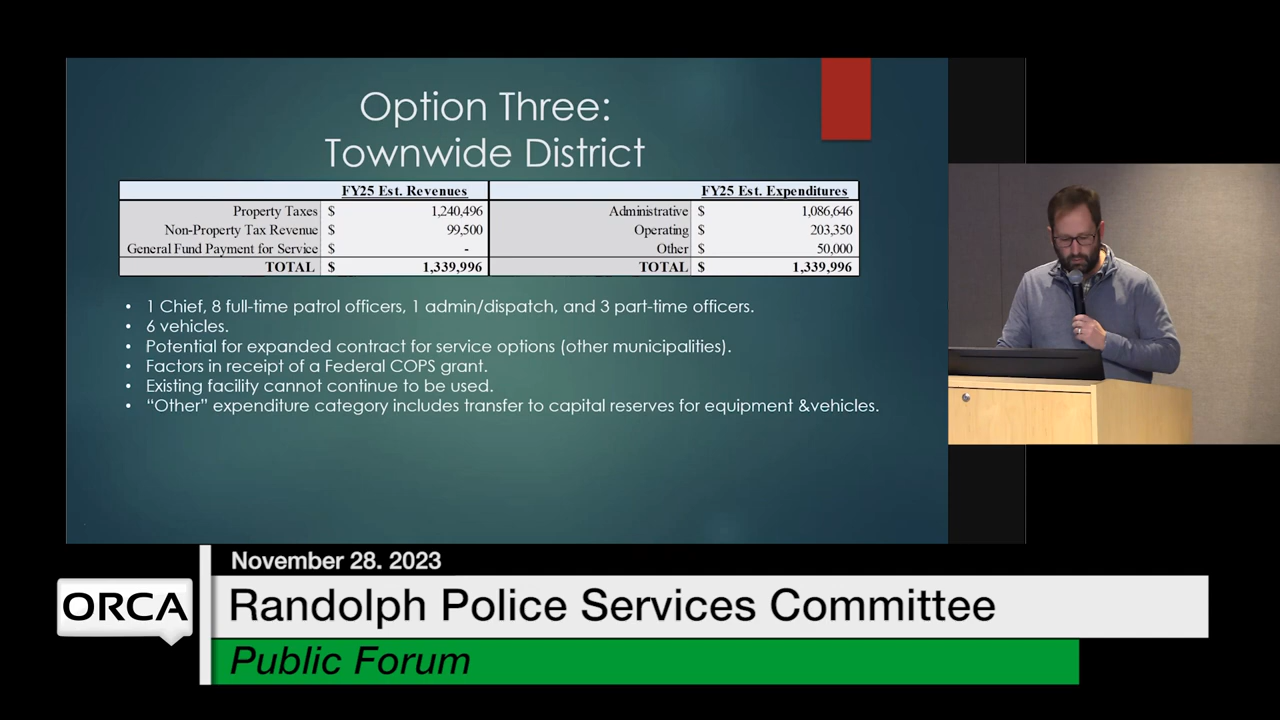 Option Three:
Townwide District
FY25 Est. Revenues FY25 Est. Expenditures
Property Taxes $ 1,240,496 Administrative $ 1,086,646
Non-Property Tax Revenue $ 99,500 Operating $ 203,350
General Fund Payment for Service $ - Other $ 50,000
TOTAL $ 1,339,996 TOTAL $ 1,339,996
• 1 Chief, 8 full-time patrol officers, 1 admin/dispatch, and 3 part-time officers.
• 6 vehicles.
• Potential for expanded contract for service options (other municipalities).
• Factors in receipt of a Federal COPS grant.
• Existing facility cannot continue to be used.
• “Other” expenditure category includes transfer to capital reserves for equipment &vehicles.
November 28. 2023
ORCA
Randolph Police Services Committee
Public Forum